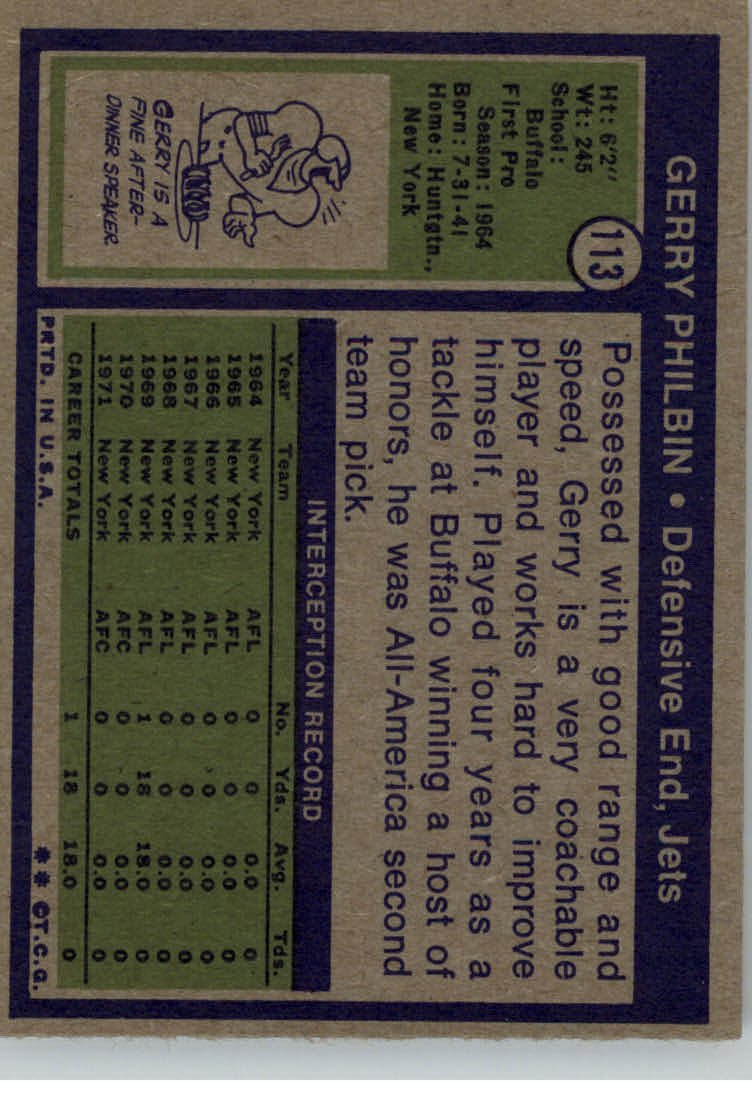 GERRY PHILBIN • Defensive End, Jets
113
Ht: 6'2"
Wt: 245
School:
Buffalo
First Pro
Season: 1964
Born: 7-31-41
Home: Huntgtn.,
New York
GERRY IS A
FINE AFTER-
DINNER SPEAKER.
Possessed with good range and
speed, Gerry is a very coachable
player and works hard to improve
himself. Played four years as a
tackle at Buffalo winning a host of
honors, he was All-America second
team pick.
INTERCEPTION RECORD
Year Team No. Yds. Avg. Tds.
1964 New York AFL 0 0 0.0 0
1965 New York AFL 0 0 0.0 0
1966 New York AFL 0 0 0.0 0
1967 New York AFL 0 0 0.0 0
1968 New York AFL 0 0 0.0 0
1969 New York AFL 1 18 18.0 0
1970 New York AFC 0 0 0.0 0
1971 New York AFC 0 0 0.0 0
CAREER TOTALS 1 18 18.0 0
PRTD. IN U.S.A. ** ©T.C.G.